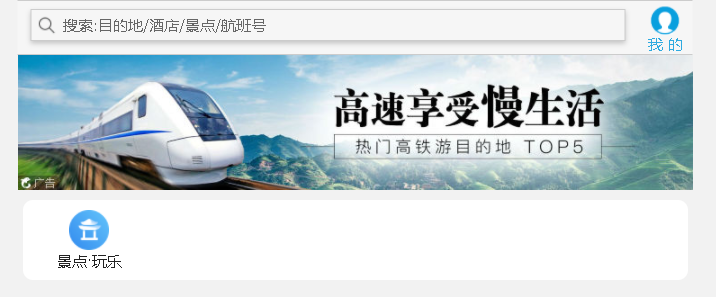 搜索:目的地/酒店/景点/航班号
我的
高速享受慢生活
热门高铁游目的地 TOP5
广告
景点·玩乐